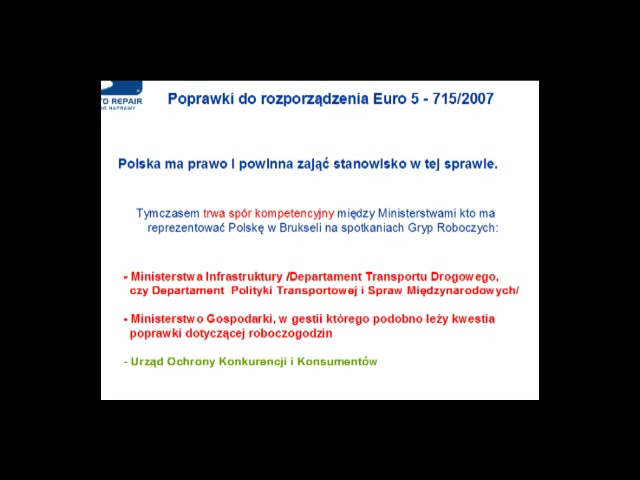 TO REPAIR
DO NAPRAWY
Poprawki do rozporządzenia Euro 5 - 715/2007
Polska ma prawo i powinna zająć stanowisko w tej sprawie.
Tymczasem trwa spór kompetencyjny między Ministerstwami kto ma
reprezentować Polskę w Brukseli na spotkaniach Gryp Roboczych:
- Ministerstwa Infrastruktury /Departament Transportu Drogowego,
czy Departament Polityki Transportowej i Spraw Międzynarodowych/
- Ministerstwo Gospodarki, w gestii którego podobno leży kwestia
poprawki dotyczącej roboczogodzin
- Urząd Ochrony Konkurencji i Konsumentów